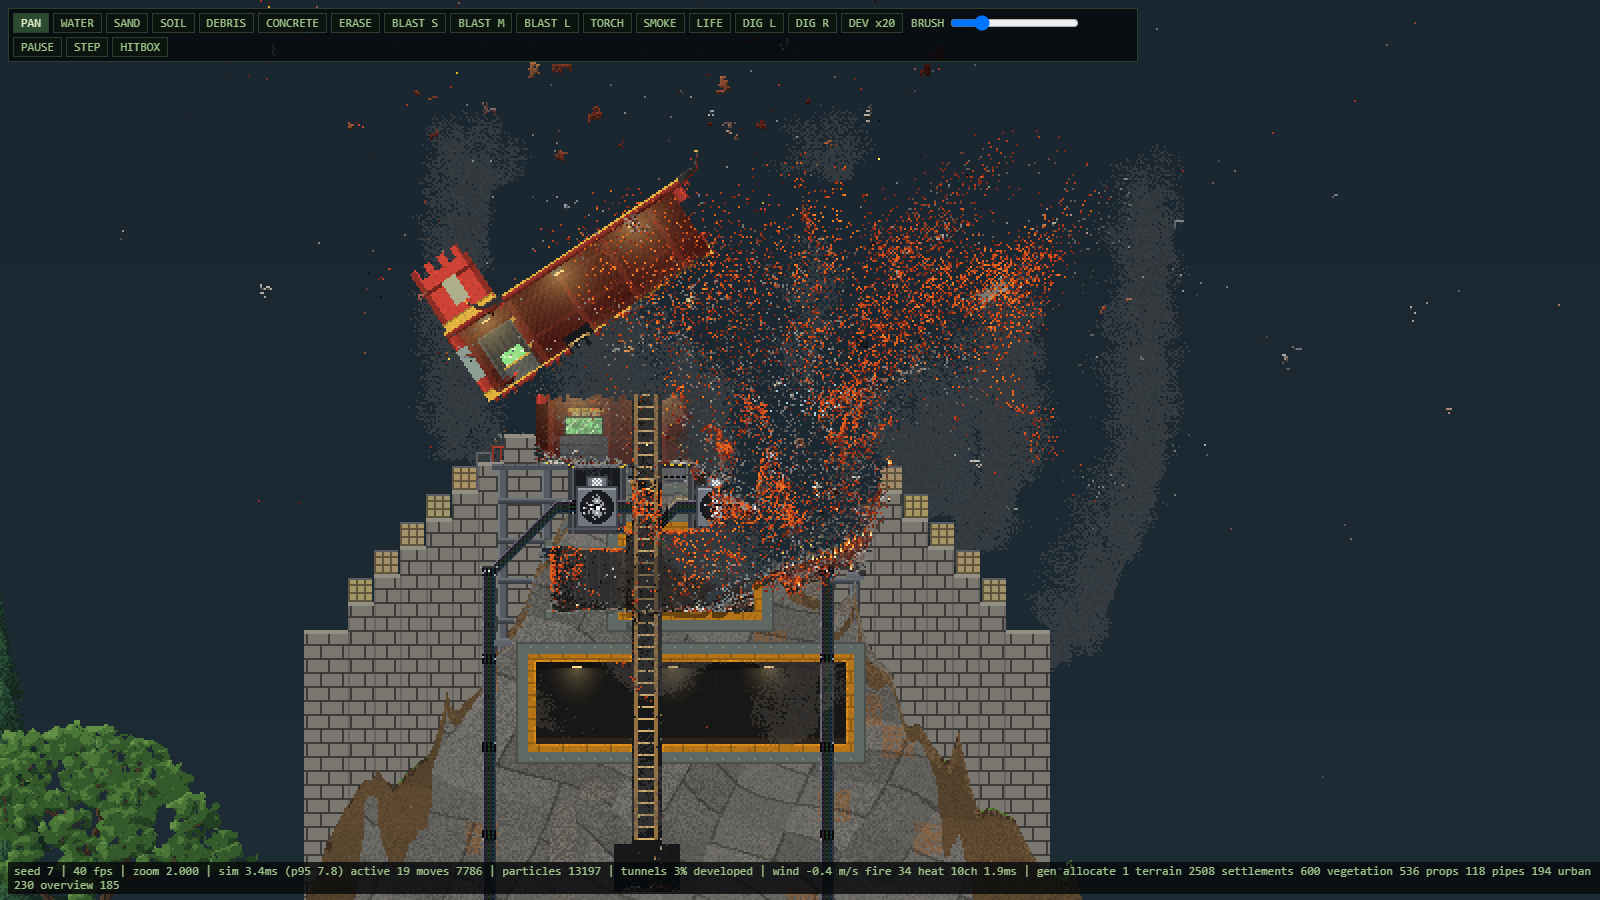 PAN WATER SAND SOIL DEBRIS CONCRETE ERASE BLAST S BLAST M BLAST L TORCH SMOKE LIFE DIG L DIG R DEV x20 BRUSH
PAUSE STEP HITBOX
seed 7 | 40 fps | zoom 2.000 | sim 3.4ms (p95 7.8) active 19 moves 7786 | particles 13197 | tunnels 3% developed | wind -0.4 m/s fire 34 heat 10ch 1.9ms | gen allocate 1 terrain 2508 settlements 600 vegetation 536 props 118 pipes 194 urban
230 overview 185